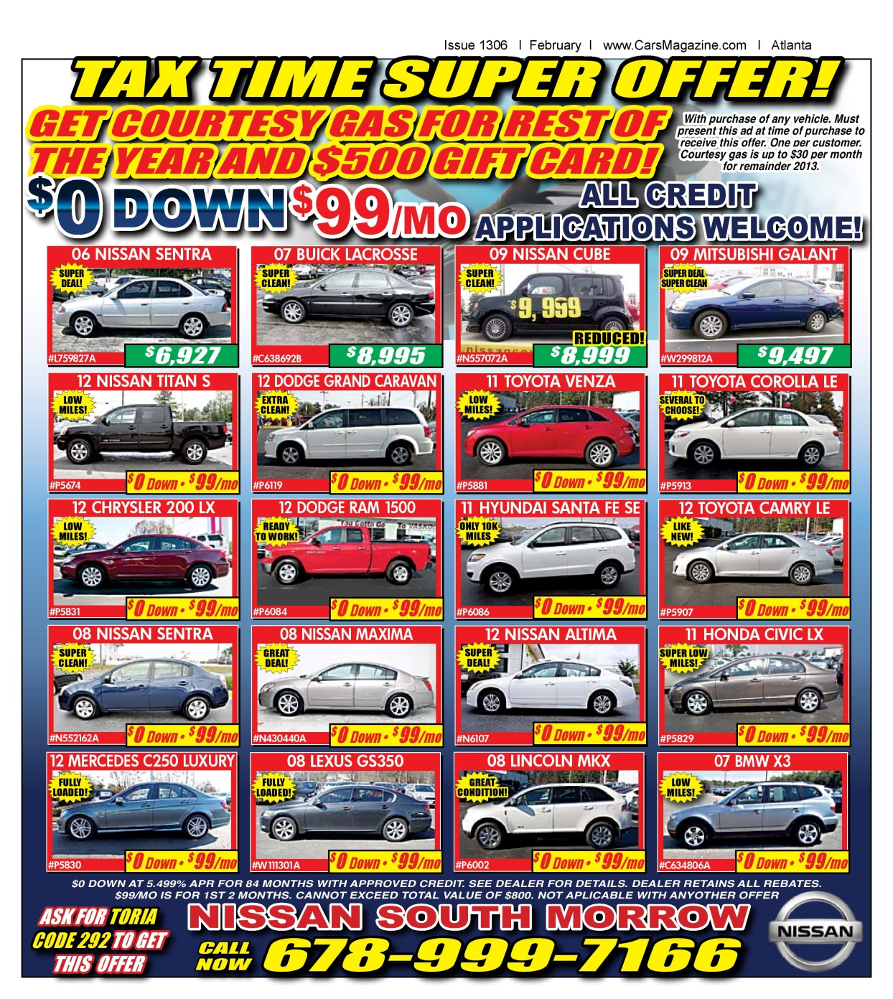 Issue 1306 I February I www.CarsMagazine.com I Atlanta
TAX TIME SUPER OFFER!
GET COURTESY GAS FOR REST OF
THE YEAR AND $500 GIFT CARD!
With purchase of any vehicle. Must
present this ad at time of purchase to
receive this offer. One per customer.
Courtesy gas is up to $30 per month
for remainder 2013.
$0 DOWN $99/MO
ALL CREDIT
APPLICATIONS WELCOME!
06 NISSAN SENTRA
SUPER
DEAL!
#L759827A
$6,927
07 BUICK LACROSSE
SUPER
CLEAN!
#C638692B
$8,995
09 NISSAN CUBE
SUPER
CLEAN!
$9,999
REDUCED!
#N557072A
$8,999
09 MITSUBISHI GALANT
SUPER DEAL
SUPER CLEAN
#W299812A
$9,497
12 NISSAN TITAN S
LOW
MILES!
#P5674
$0 Down • $99/mo
12 DODGE GRAND CARAVAN
EXTRA
CLEAN!
#P6119
$0 Down • $99/mo
11 TOYOTA VENZA
LOW
MILES!
#P5881
$0 Down • $99/mo
11 TOYOTA COROLLA LE
SEVERAL TO
CHOOSE!
#P5913
$0 Down • $99/mo
12 CHRYSLER 200 LX
LOW
MILES!
#P5831
$0 Down • $99/mo
12 DODGE RAM 1500
You Gotta Go To VASKO
READY
TO WORK!
#P6084
$0 Down • $99/mo
11 HYUNDAI SANTA FE SE
ONLY 10K
MILES
#P6086
$0 Down • $99/mo
12 TOYOTA CAMRY LE
LIKE
NEW!
#P5907
$0 Down • $99/mo
08 NISSAN SENTRA
SUPER
CLEAN!
#N552162A
$0 Down • $99/mo
08 NISSAN MAXIMA
GREAT
DEAL!
#N430440A
$0 Down • $99/mo
12 NISSAN ALTIMA
SUPER
DEAL!
#N6107
$0 Down • $99/mo
11 HONDA CIVIC LX
SUPER LOW
MILES!
#P5829
$0 Down • $99/mo
12 MERCEDES C250 LUXURY
FULLY
LOADED!
#P5830
$0 Down • $99/mo
08 LEXUS GS350
FULLY
LOADED!
#W111301A
$0 Down • $99/mo
08 LINCOLN MKX
GREAT
CONDITION!
#P6002
$0 Down • $99/mo
07 BMW X3
LOW
MILES!
#C634806A
$0 Down • $99/mo
$0 DOWN AT 5.499% APR FOR 84 MONTHS WITH APPROVED CREDIT. SEE DEALER FOR DETAILS. DEALER RETAINS ALL REBATES.
$99/MO IS FOR 1ST 2 MONTHS. CANNOT EXCEED TOTAL VALUE OF $800. NOT APLICABLE WITH ANYOTHER OFFER
ASK FOR TORIA
CODE 292 TO GET
THIS OFFER
NISSAN SOUTH MORROW
CALL
NOW
678-999-7166
NISSAN